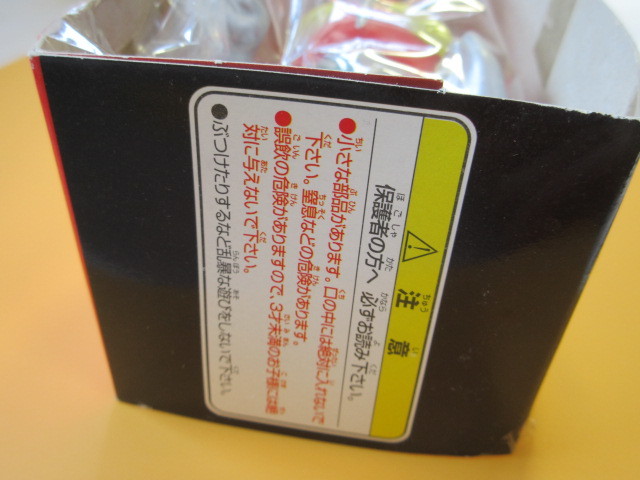 注意
保護者の方へ 必ずお読み下さい。
●小さな部品があります。口の中には絶対に入れないで
下さい。窒息などの危険があります。
●誤飲の危険がありますので、3才未満のお子様には絶
対に与えないで下さい。
●ぶつけたりするなど乱暴な遊びをしないで下さい。